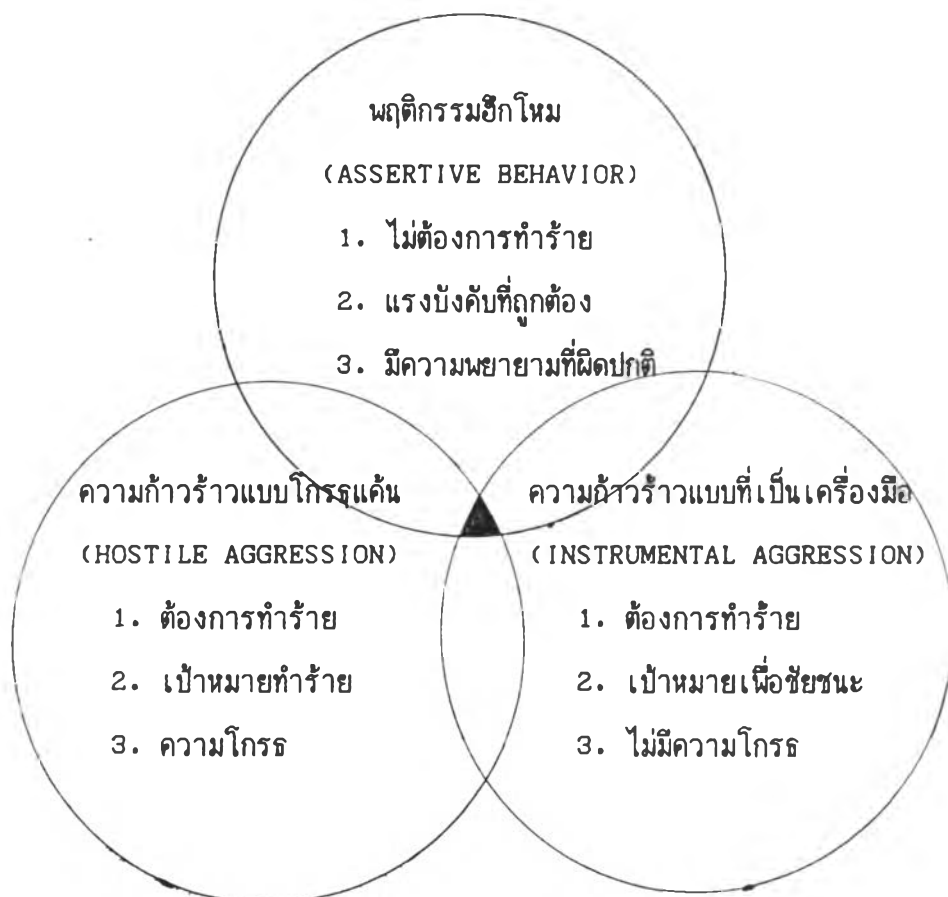 พฤติกรรมฮึกโหม
(ASSERTIVE BEHAVIOR)
1. ไม่ต้องการทำร้าย
2. แรงบังคับที่ถูกต้อง
3. มีความพยายามที่ผิดปกติ
ความก้าวร้าวแบบโกรธแค้น
(HOSTILE AGGRESSION)
1. ต้องการทำร้าย
2. เป้าหมายทำร้าย
3. ความโกรธ
ความก้าวร้าวแบบที่เป็นเครื่องมือ
(INSTRUMENTAL AGGRESSION)
1. ต้องการทำร้าย
2. เป้าหมายเพื่อชัยชนะ
3. ไม่มีความโกรธ